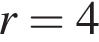 r = 4